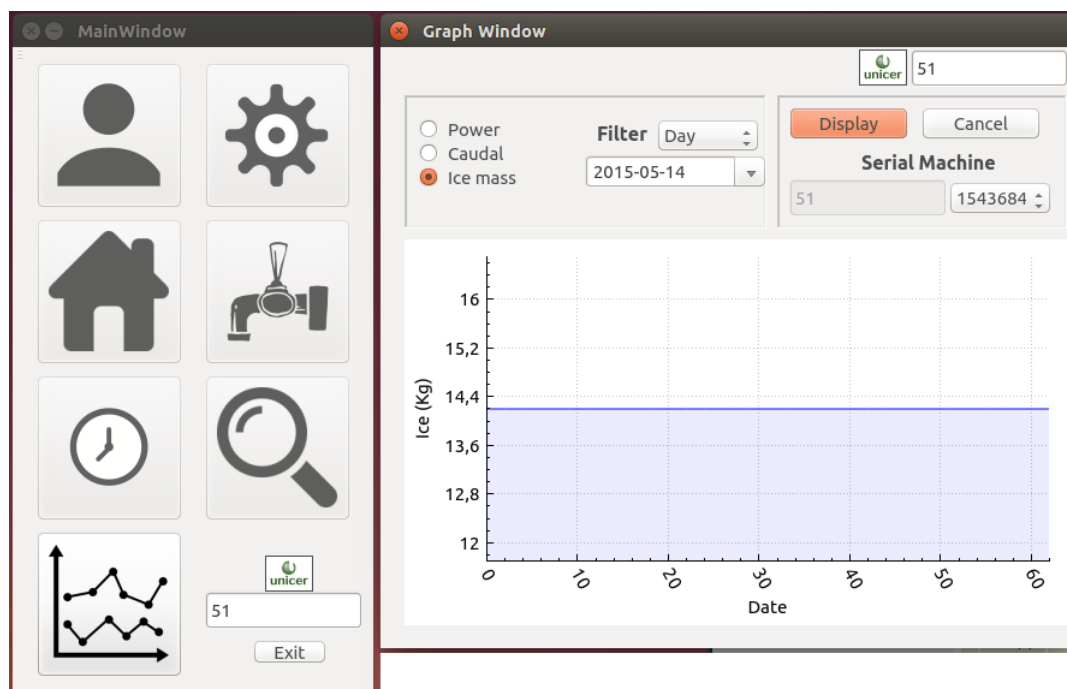 MainWindow
unicer
51
Exit
Graph Window
unicer 51
Power
Caudal
Ice mass
Filter Day
2015-05-14
Display Cancel
Serial Machine
51 1543684
Ice (Kg)
16
15,2
14,4
13,6
12,8
12
0 10 20 30 40 50 60
Date